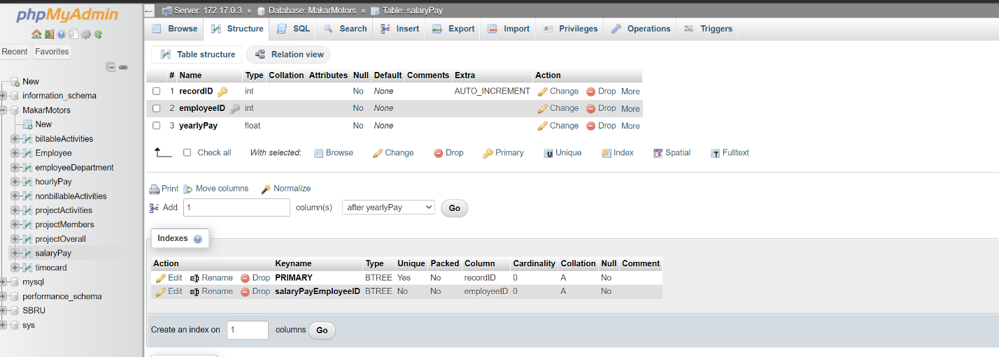 phpMyAdmin
Recent Favorites
New
information_schema
MakarMotors
New
billableActivities
Employee
employeeDepartment
hourlyPay
nonbillableActivities
projectActivities
projectMembers
projectOverall
salaryPay
timecard
mysql
performance_schema
SBRU
sys
Server: 172.17.0.3 » Database: MakarMotors » Table: salaryPay
Browse Structure SQL Search Insert Export Import Privileges Operations Triggers
Table structure Relation view
# Name Type Collation Attributes Null Default Comments Extra Action
1 recordID int No None AUTO_INCREMENT Change Drop More
2 employeeID int No None Change Drop More
3 yearlyPay float No None Change Drop More
Check all With selected: Browse Change Drop Primary Unique Index Spatial Fulltext
Print Move columns Normalize
Add 1 column(s) after yearlyPay Go
Indexes
Action Keyname Type Unique Packed Column Cardinality Collation Null Comment
Edit Rename Drop PRIMARY BTREE Yes No recordID 0 A No
Edit Rename Drop salaryPayEmployeeID BTREE No No employeeID 0 A No
Create an index on 1 columns Go